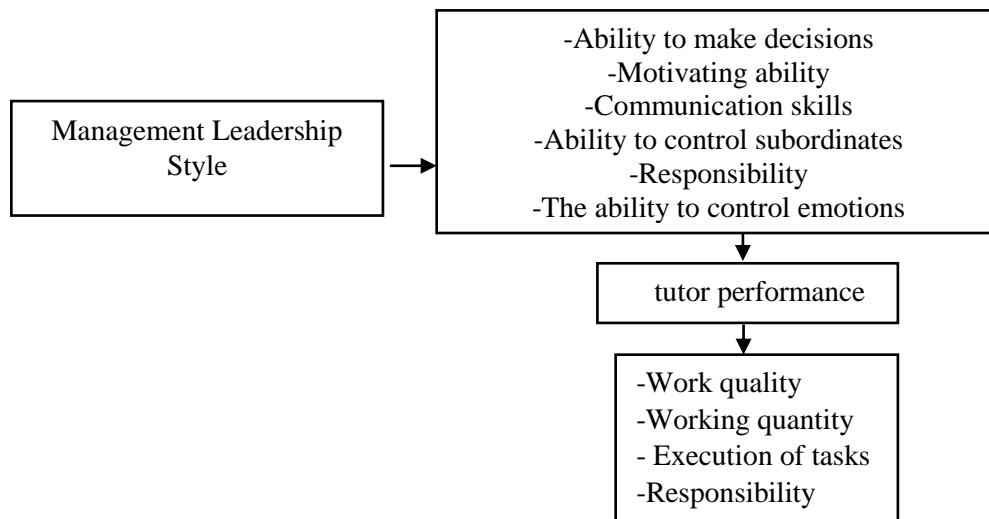 -Ability to make decisions
-Motivating ability
-Communication skills
-Ability to control subordinates
-Responsibility
-The ability to control emotions
Management Leadership
Style
tutor performance
-Work quality
-Working quantity
- Execution of tasks
-Responsibility